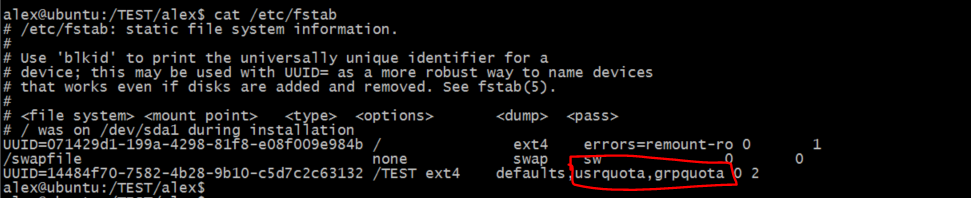 alex@ubuntu:/TEST/alex$ cat /etc/fstab
# /etc/fstab: static file system information.
#
# Use 'blkid' to print the universally unique identifier for a
# device; this may be used with UUID= as a more robust way to name devices
# that works even if disks are added and removed. See fstab(5).
#
# <file system> <mount point>   <type>  <options>       <dump>  <pass>
# / was on /dev/sda1 during installation
UUID=071429d1-199a-4298-81f8-e08f009e984b /               ext4    errors=remount-ro 0       1
/swapfile                                 none            swap    sw              0       0
UUID=14484f70-7582-4b28-9b10-c5d7c2c63132 /TEST ext4    defaults,usrquota,grpquota 0 2
alex@ubuntu:/TEST/alex$